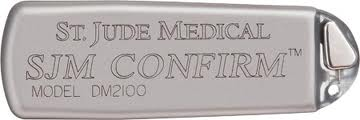 ST. JUDE MEDICAL
SJM CONFIRM™
MODEL DM2100